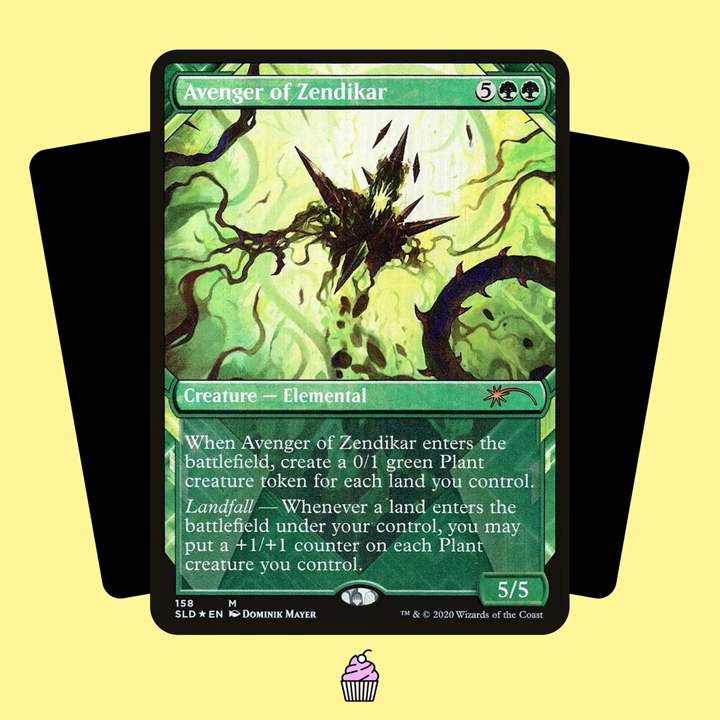 Avenger of Zendikar 5
Creature — Elemental
When Avenger of Zendikar enters the
battlefield, create a 0/1 green Plant
creature token for each land you control.
Landfall — Whenever a land enters the
battlefield under your control, you may
put a +1/+1 counter on each Plant
creature you control.
5/5
158 M
SLD ★ EN Dominik Mayer
™ & © 2020 Wizards of the Coast